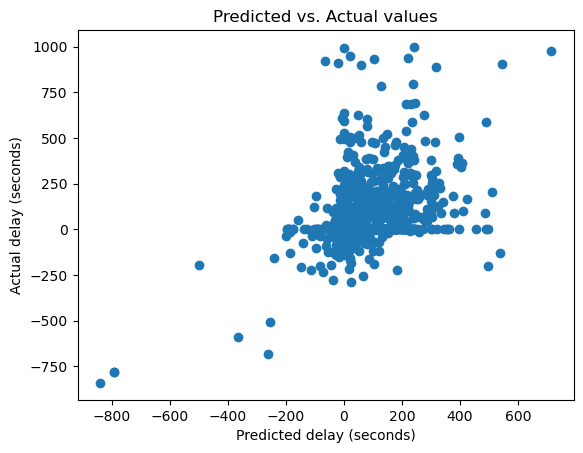 Predicted vs. Actual values
1000
750
500
250
0
−250
−500
−750
Actual delay (seconds)
−800 −600 −400 −200 0 200 400 600
Predicted delay (seconds)